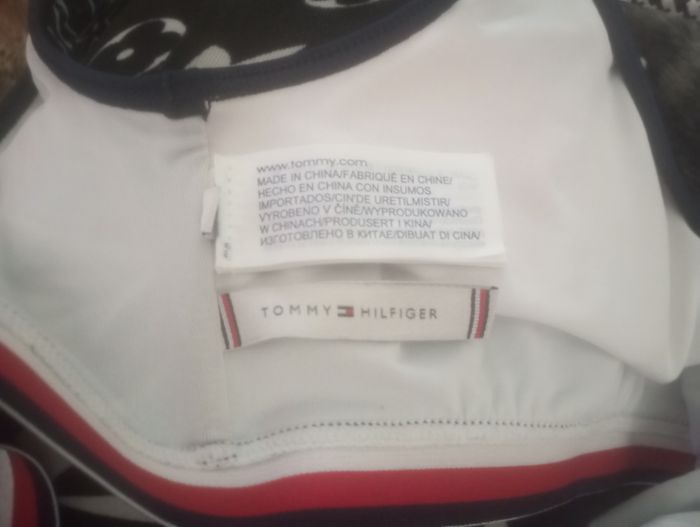 www.tommy.com
MADE IN CHINA/FABRIQUÉ EN CHINE/
HECHO EN CHINA CON INSUMOS
IMPORTADOS/CIN'DE URETILMISTIR/
VYROBENO V ČÍNĚ/WYPRODUKOWANO
W CHINACH/PRODUSERT I KINA/
ИЗГОТОВЛЕНО В КИТАЕ/DIBUAT DI CINA/
TOMMY HILFIGER